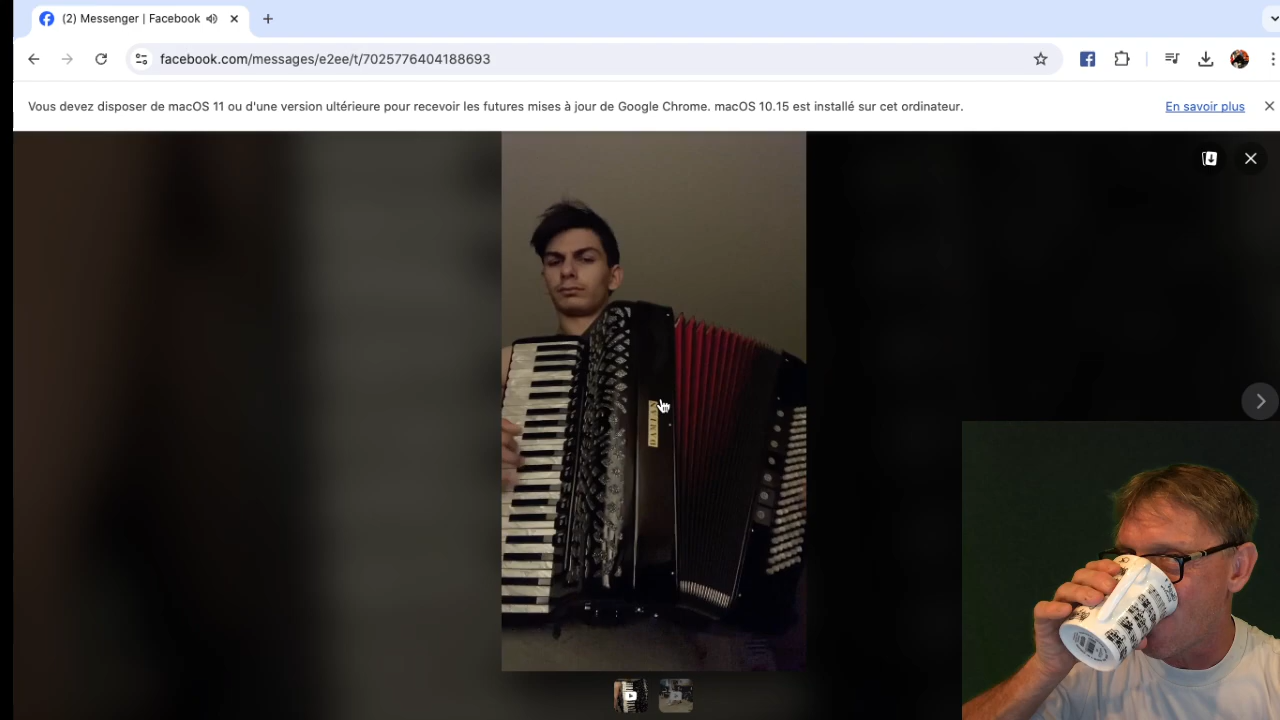 (2) Messenger | Facebook
facebook.com/messages/e2ee/t/7025776404188693
Vous devez disposer de macOS 11 ou d'une version ultérieure pour recevoir les futures mises à jour de Google Chrome. macOS 10.15 est installé sur cet ordinateur.
En savoir plus